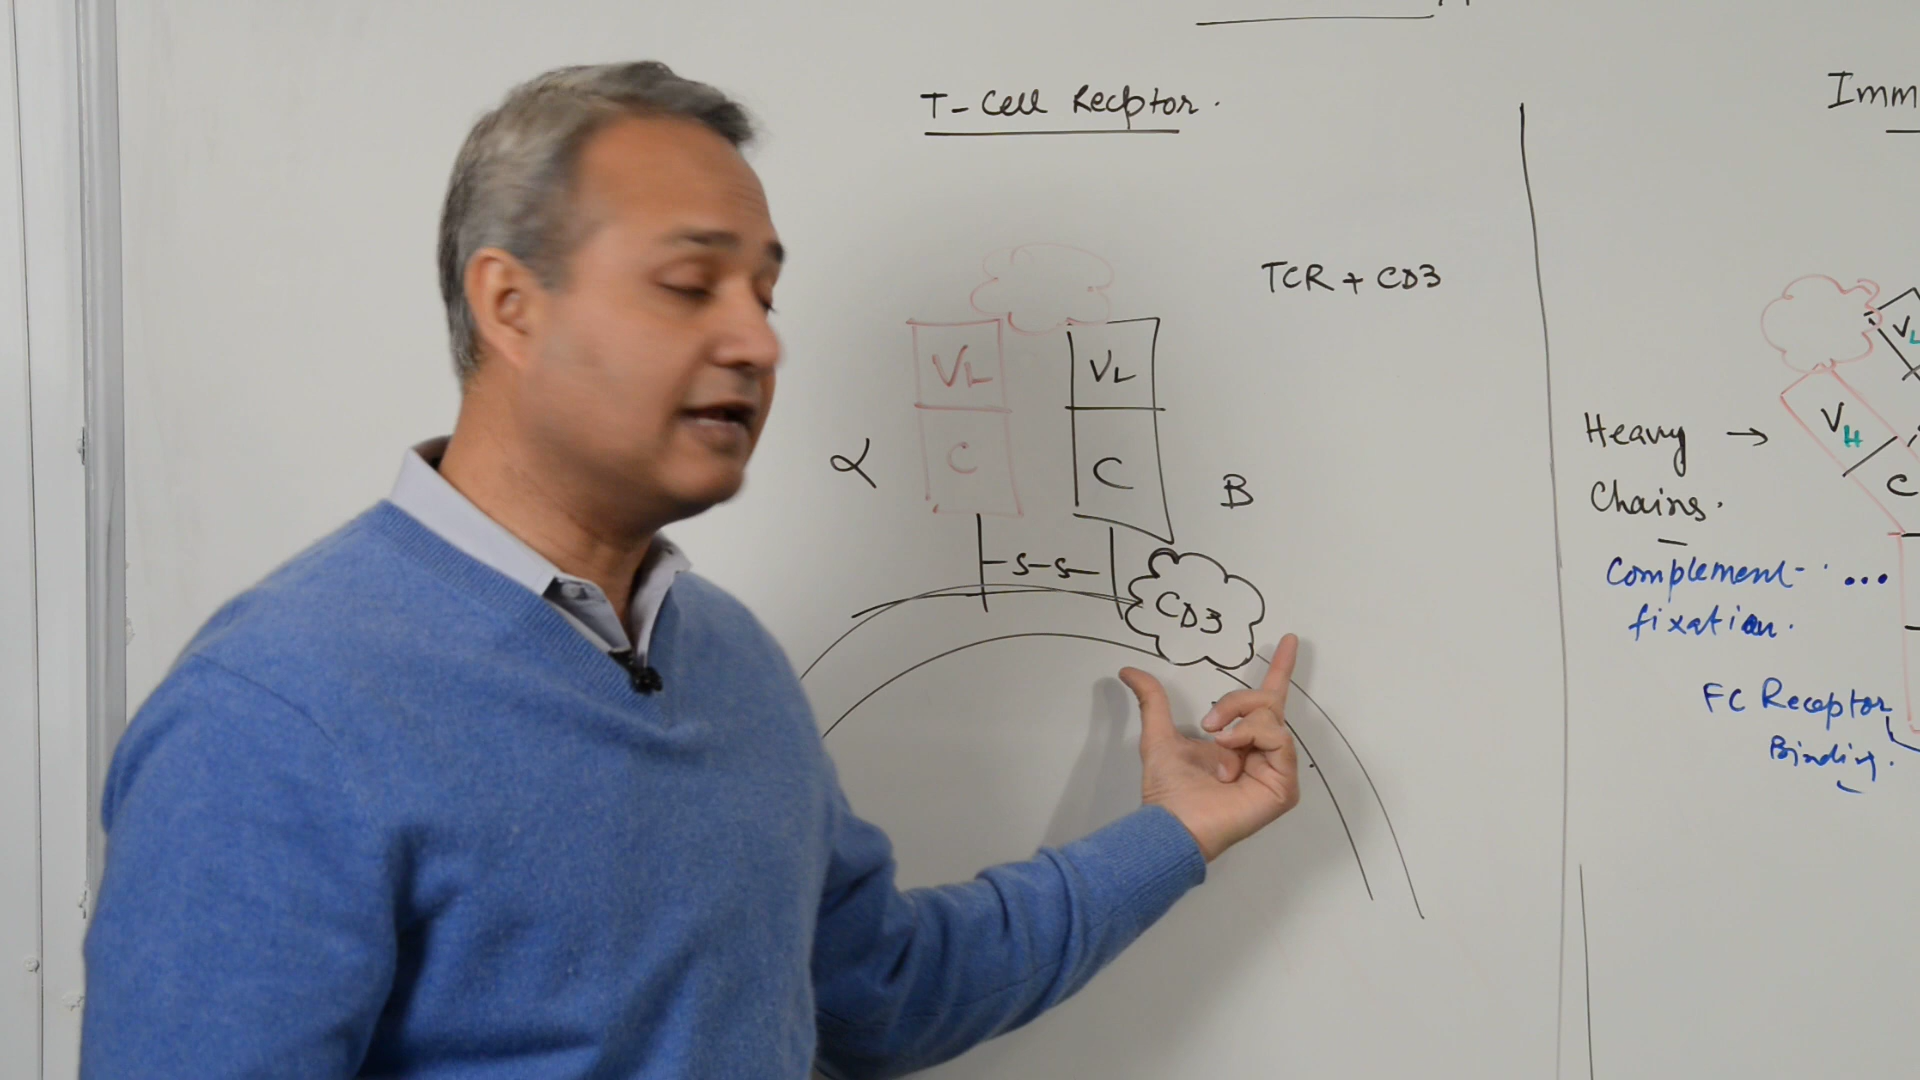 T-Cell Receptor.
TCR + CD3
VL
VL
C
C
α
B
S-S
CD3
Imm
VL
VH
C
Heavy →
Chains.
Complement
fixation.
FC Receptor
Binding.